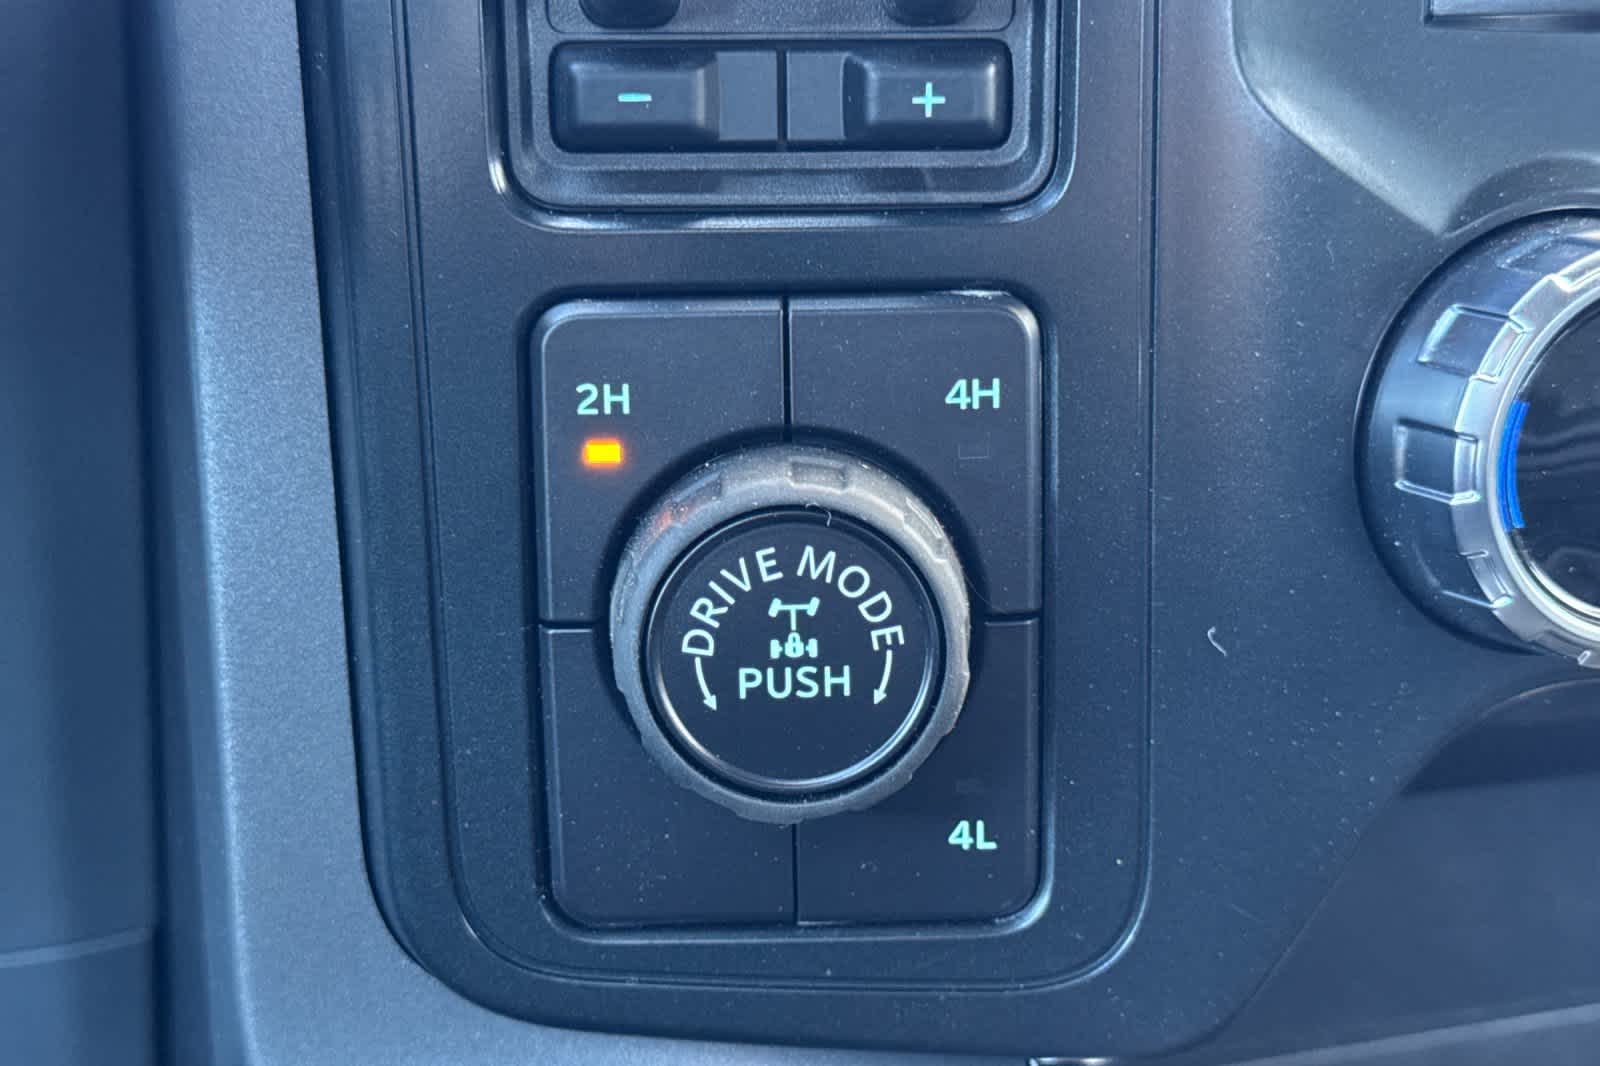 - +
2H 4H
DRIVE MODE
PUSH
4L